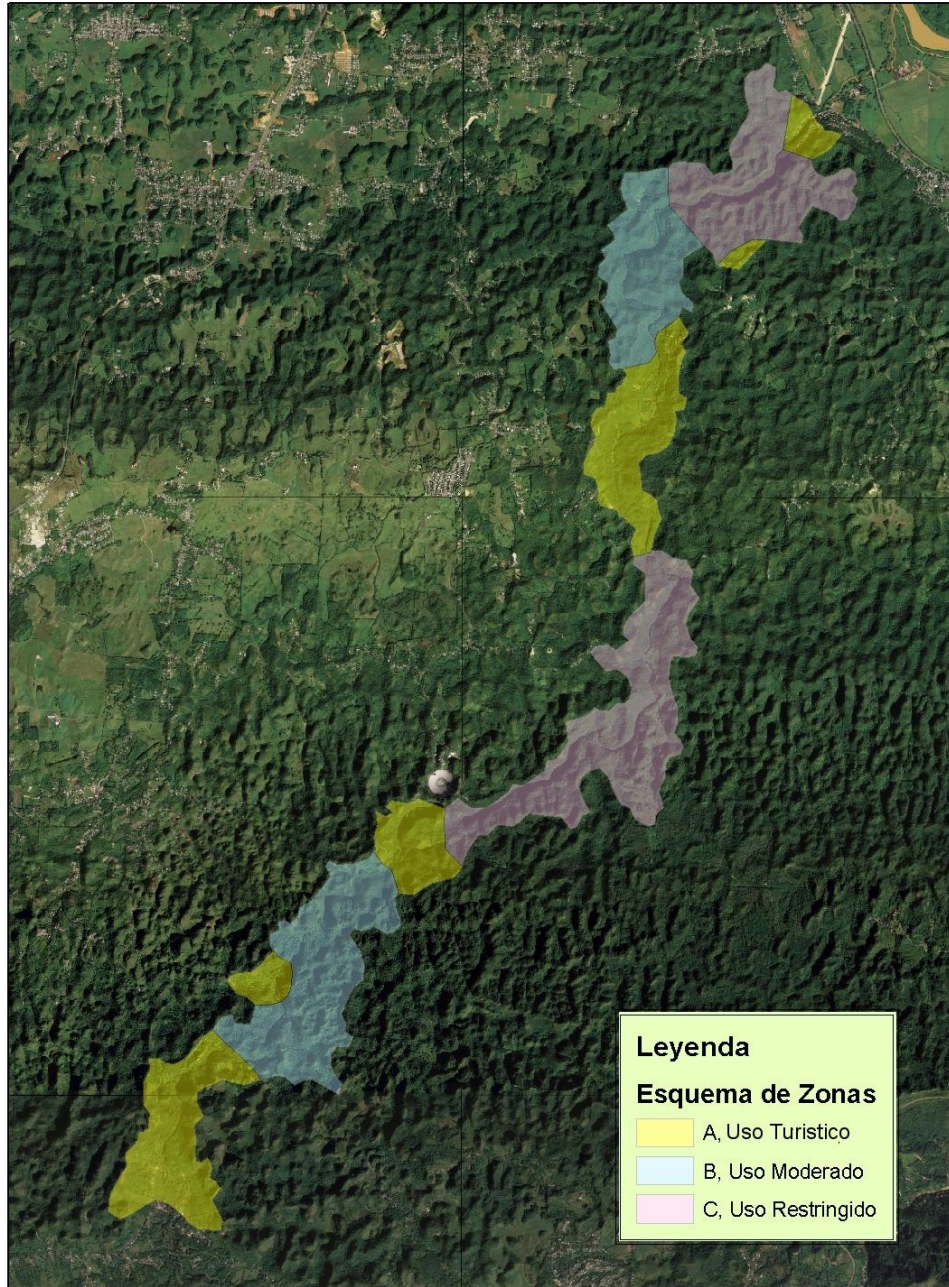 Leyenda
Esquema de Zonas
A, Uso Turistico
B, Uso Moderado
C, Uso Restringido